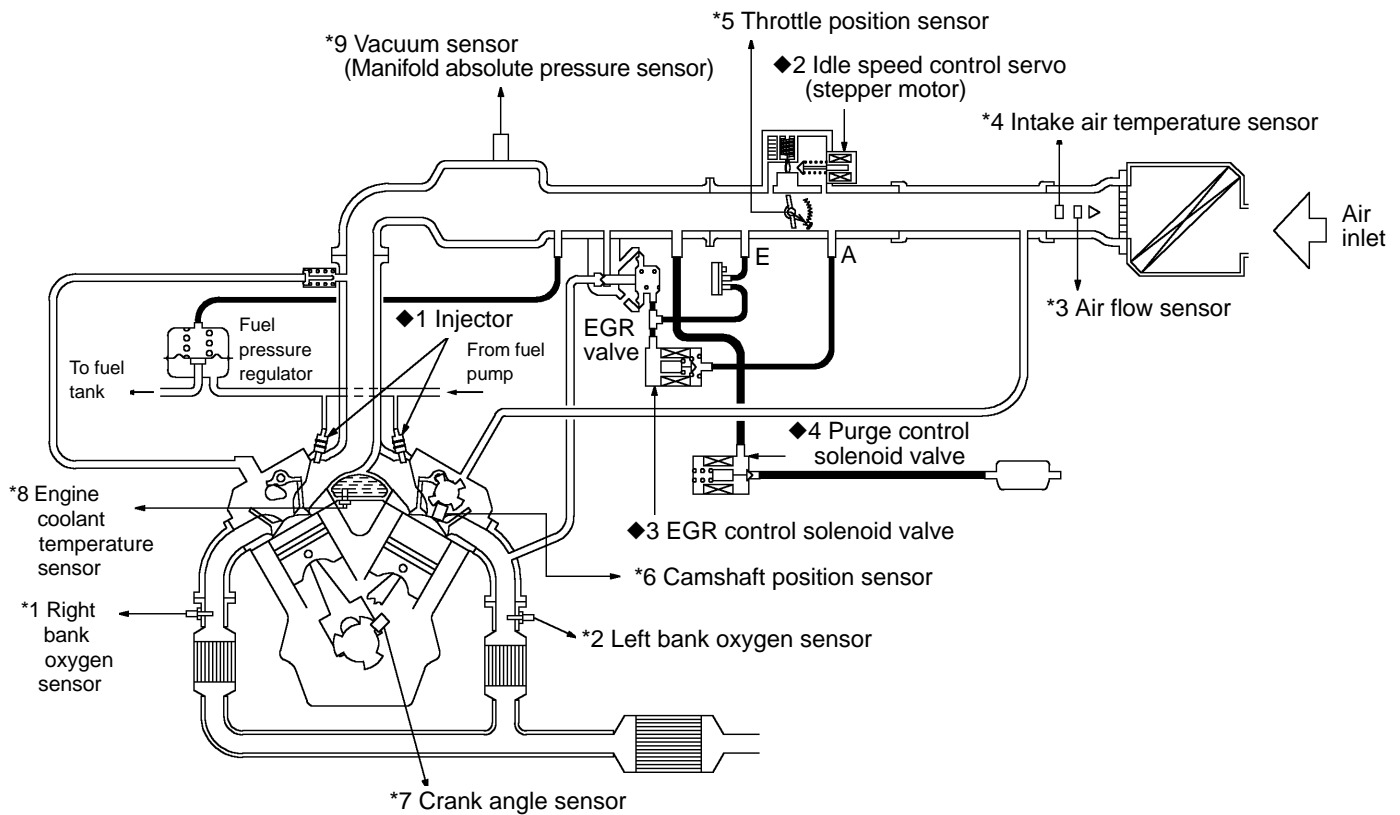 *5 Throttle position sensor
*9 Vacuum sensor
(Manifold absolute pressure sensor)
◆2 Idle speed control servo
(stepper motor)
*4 Intake air temperature sensor
Air
inlet
E
A
*3 Air flow sensor
◆1 Injector
EGR
valve
Fuel
pressure
regulator
From fuel
pump
To fuel
tank
◆4 Purge control
solenoid valve
*8 Engine
coolant
temperature
sensor
◆3 EGR control solenoid valve
*6 Camshaft position sensor
*1 Right
bank
oxygen
sensor
*2 Left bank oxygen sensor
*7 Crank angle sensor